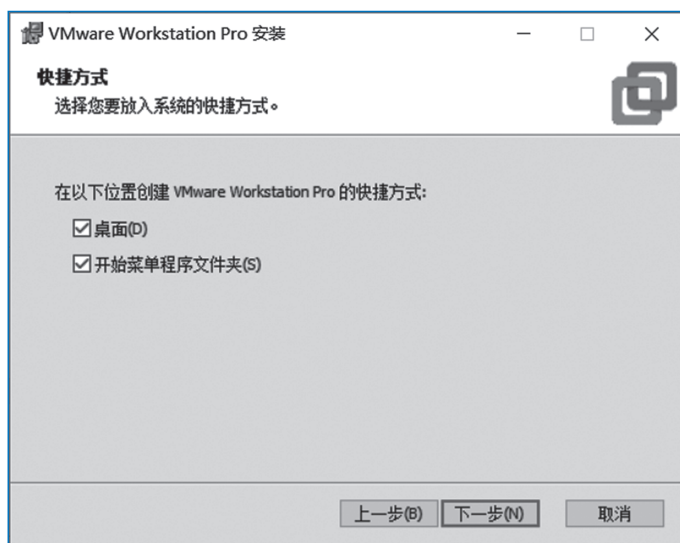 VMware Workstation Pro 安装
快捷方式
选择您要放入系统的快捷方式。
在以下位置创建 VMware Workstation Pro 的快捷方式:
桌面(D)
开始菜单程序文件夹(S)
上一步(B) 下一步(N) 取消